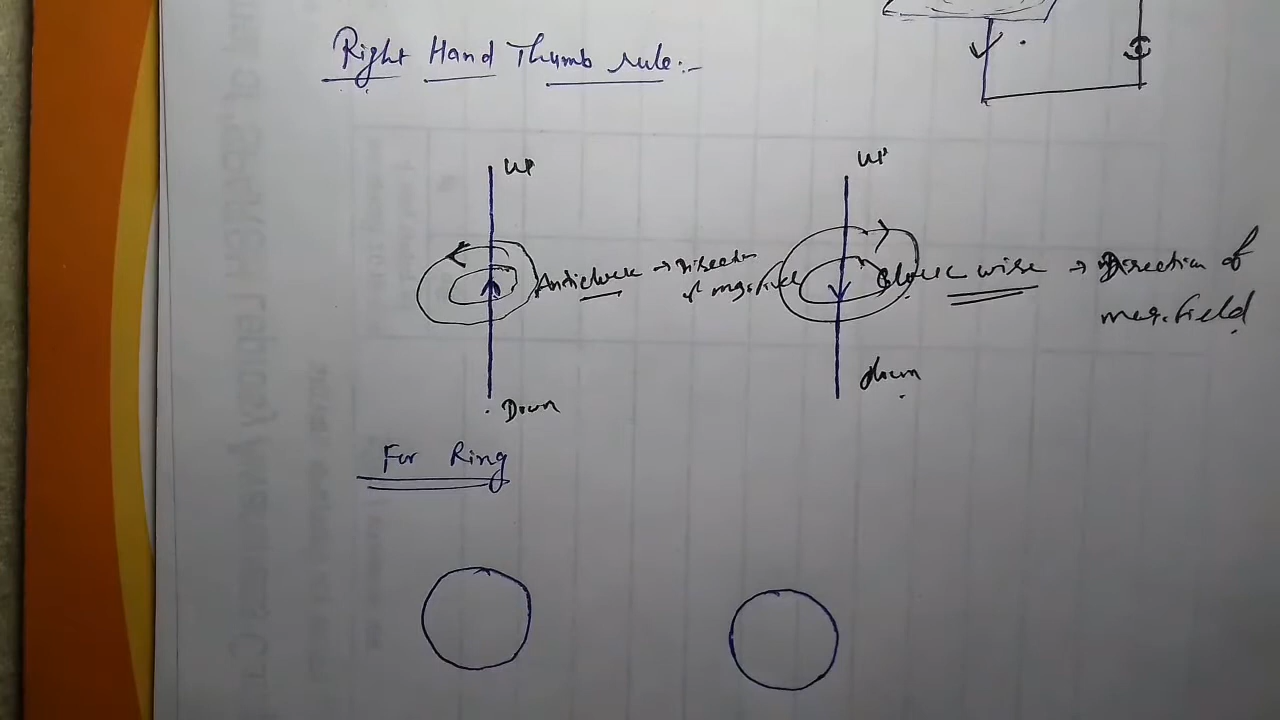 Right Hand Thumb rule:-
up
up
Anticlock → Direction
of mag.field
Clock wise → Direction of
mag.field
Down
down
For Ring